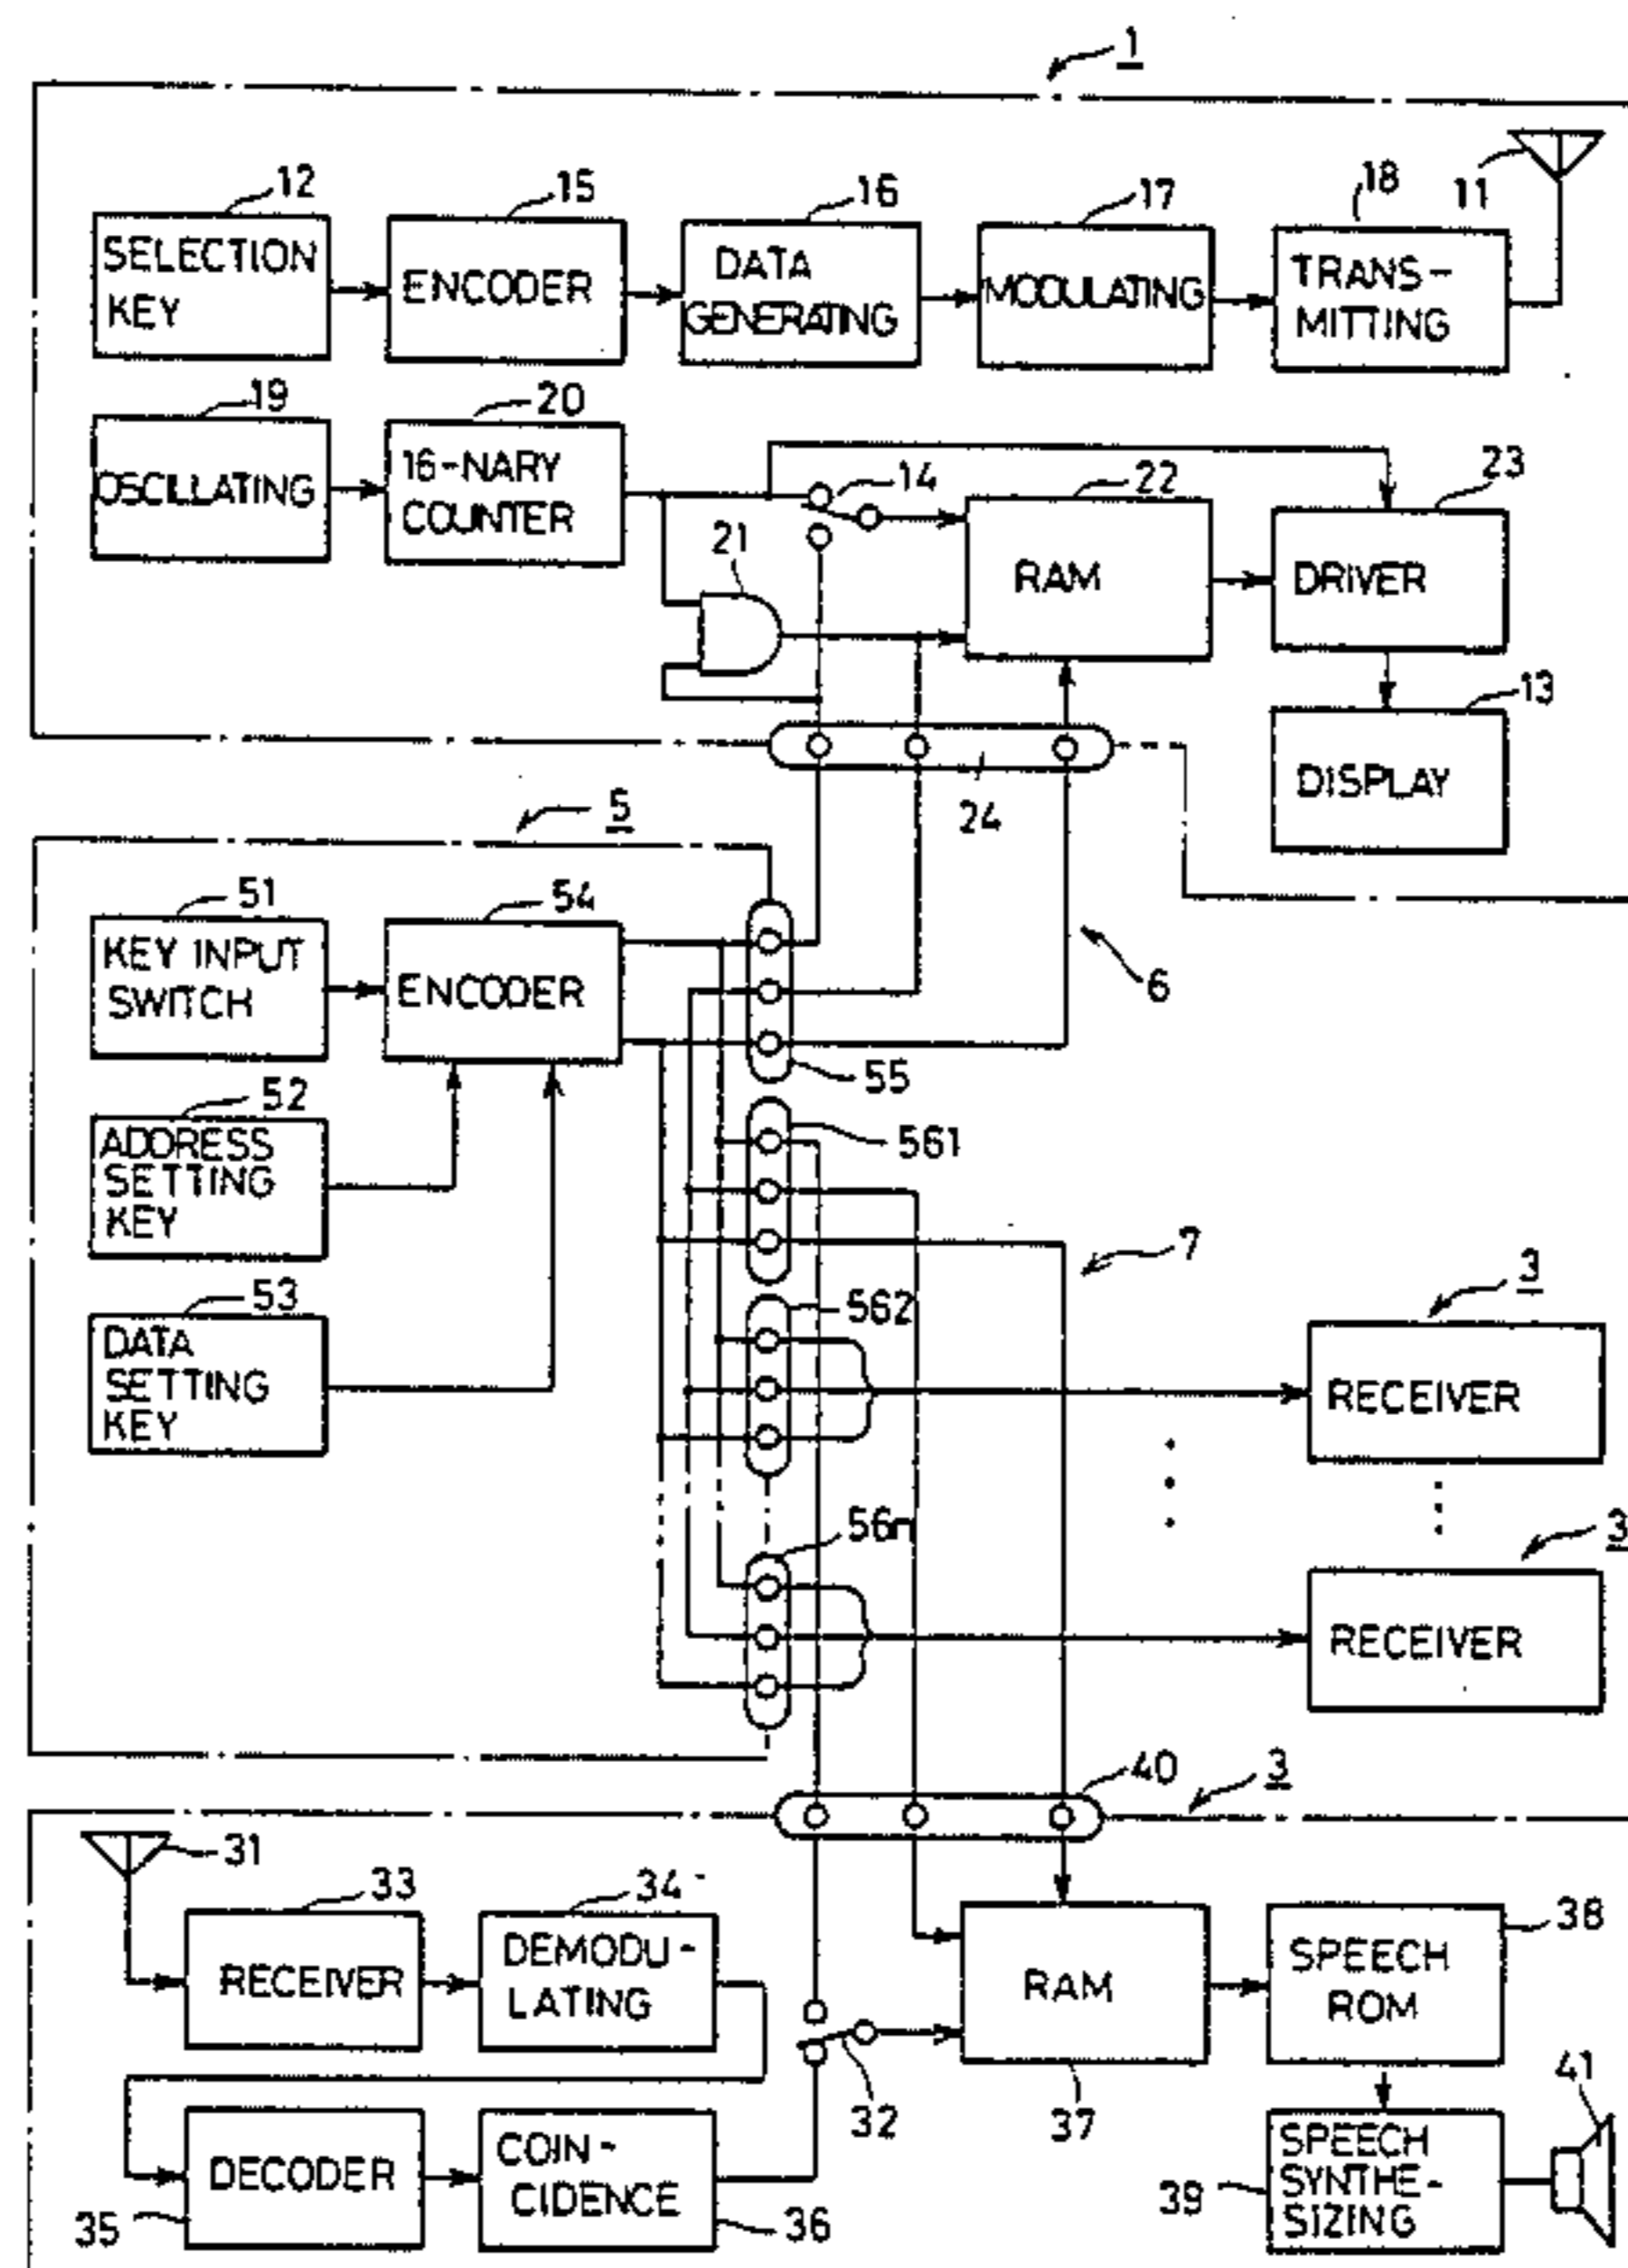 1
12
15
16
17
18
11
SELECTION
KEY
ENCODER
DATA
GENERATING
MODULATING
TRANS-
MITTING
19
20
14
22
23
OSCILLATING
16-NARY
COUNTER
21
RAM
DRIVER
13
DISPLAY
24
5
6
51
54
KEY INPUT
SWITCH
ENCODER
55
52
ADDRESS
SETTING
KEY
561
7
53
DATA
SETTING
KEY
562
3
RECEIVER
56n
3
RECEIVER
40
3
31
33
34
38
RECEIVER
DEMODU-
LATING
RAM
SPEECH
ROM
32
37
41
DECODER
COIN-
CIDENCE
SPEECH
SYNTHE-
SIZING
35
36
39